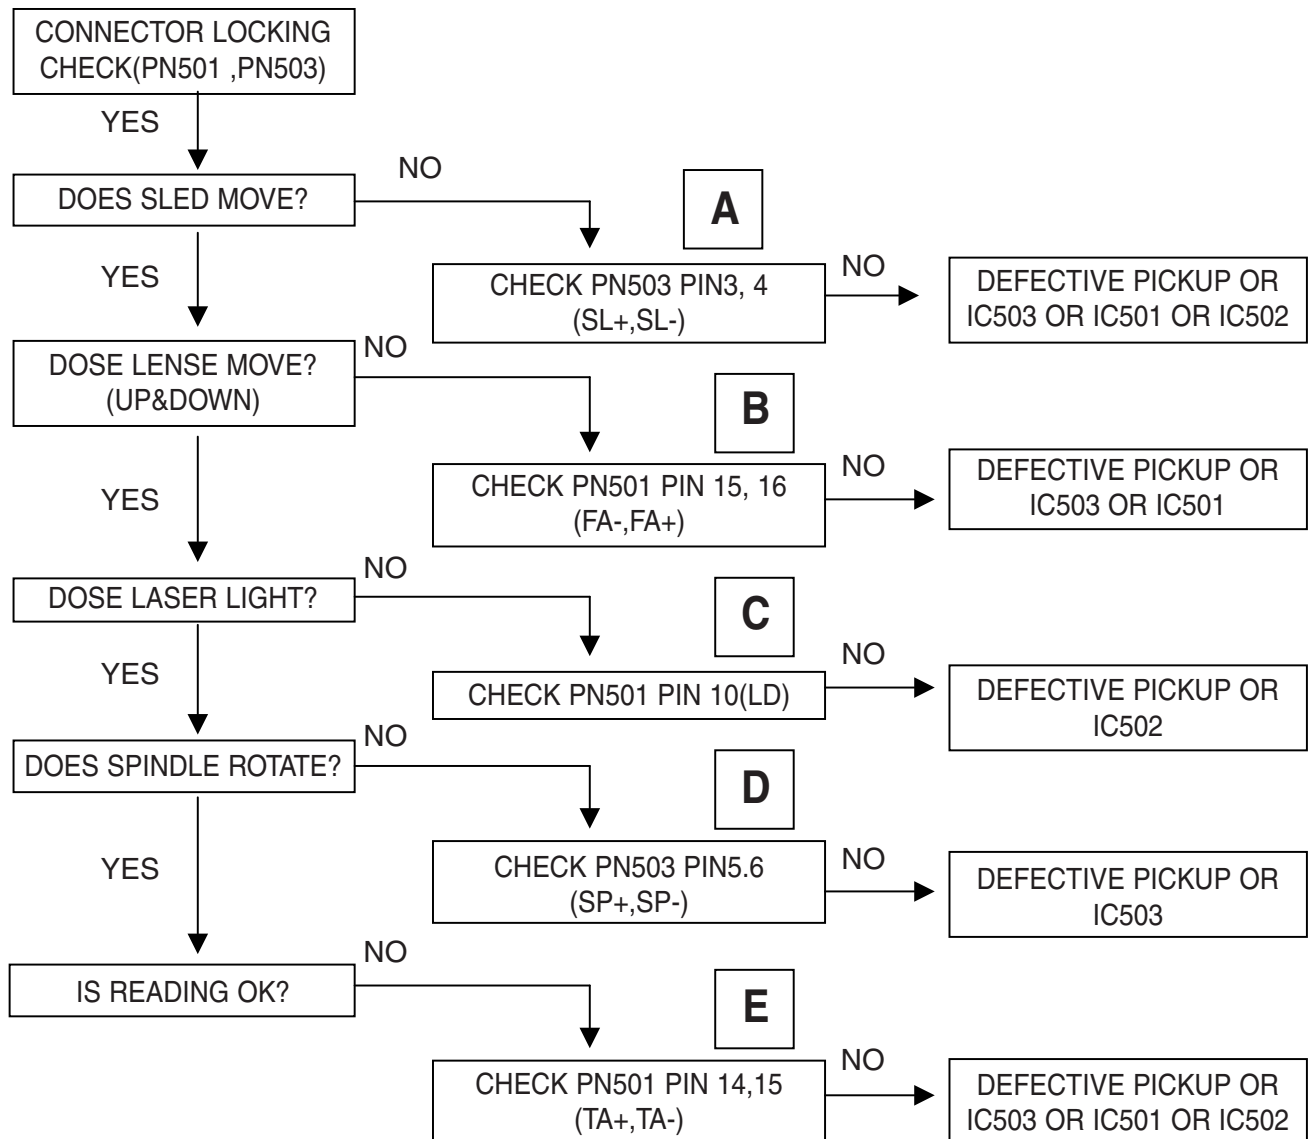 CONNECTOR LOCKING
CHECK(PN501 ,PN503)
YES
DOES SLED MOVE?
NO
A
CHECK PN503 PIN3, 4
(SL+,SL-)
NO
DEFECTIVE PICKUP OR
IC503 OR IC501 OR IC502
YES
DOSE LENSE MOVE?
(UP&DOWN)
NO
B
CHECK PN501 PIN 15, 16
(FA-,FA+)
NO
DEFECTIVE PICKUP OR
IC503 OR IC501
YES
DOSE LASER LIGHT?
NO
C
CHECK PN501 PIN 10(LD)
NO
DEFECTIVE PICKUP OR
IC502
YES
DOES SPINDLE ROTATE?
NO
D
CHECK PN503 PIN5.6
(SP+,SP-)
NO
DEFECTIVE PICKUP OR
IC503
YES
IS READING OK?
NO
E
CHECK PN501 PIN 14,15
(TA+,TA-)
NO
DEFECTIVE PICKUP OR
IC503 OR IC501 OR IC502